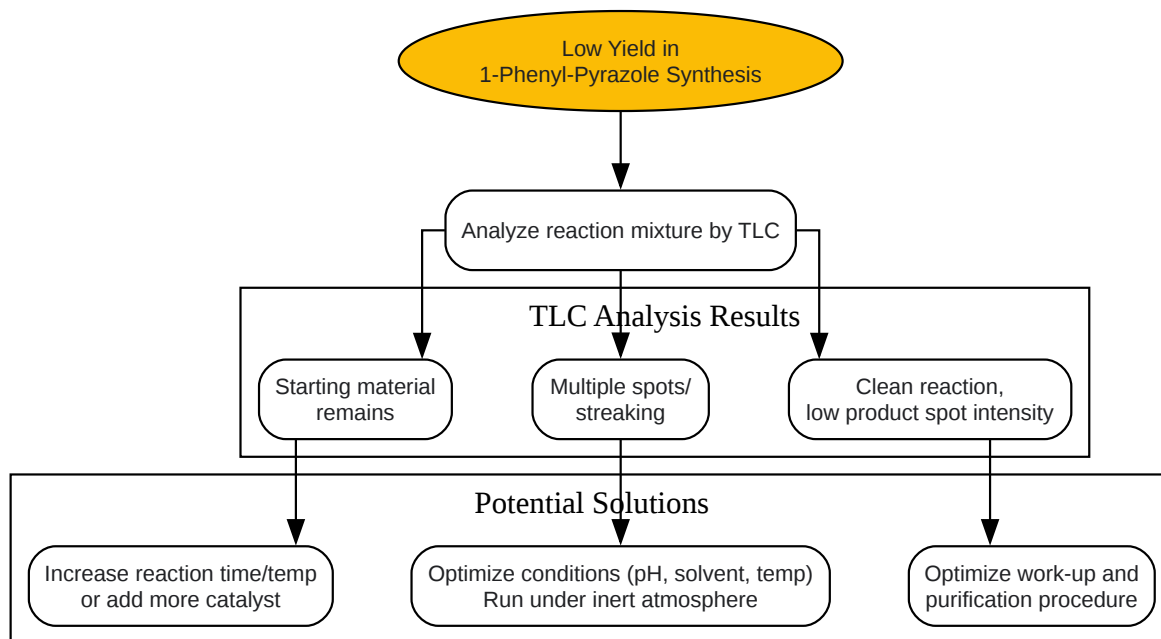 Low Yield in
1-Phenyl-Pyrazole Synthesis
Analyze reaction mixture by TLC
TLC Analysis Results
Starting material
remains
Multiple spots/
streaking
Clean reaction,
low product spot intensity
Potential Solutions
Increase reaction time/temp
or add more catalyst
Optimize conditions (pH, solvent, temp)
Run under inert atmosphere
Optimize work-up and
purification procedure